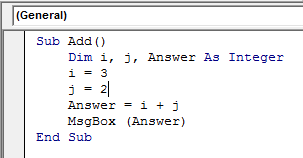 (General)
Sub Add()
Dim i, j, Answer As Integer
i = 3
j = 2
Answer = i + j
MsgBox (Answer)
End Sub